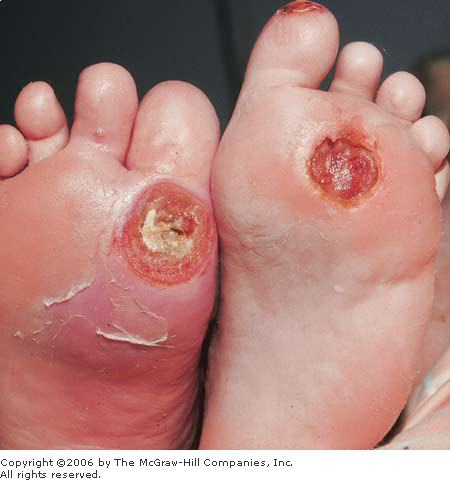 Copyright ©2006 by The McGraw-Hill Companies, Inc.
All rights reserved.